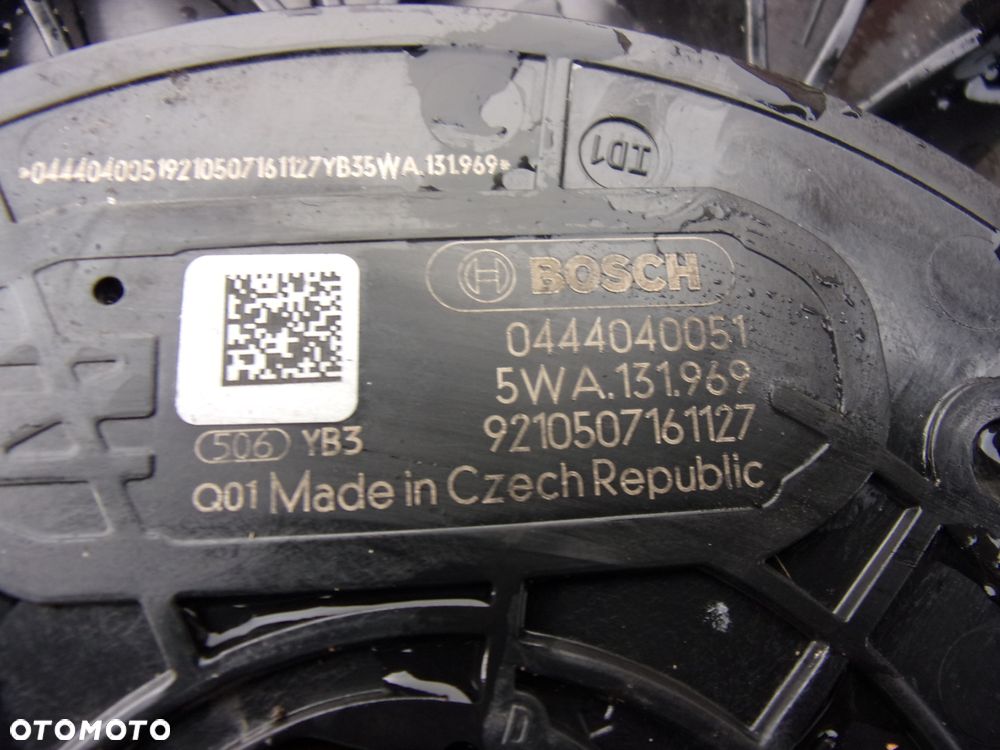 *04440400519210507161127YB35WA.131.969*
ID1
BOSCH
0444040051
5WA.131.969
9210507161127
506 YB3
Q01 Made in Czech Republic
D
OTOMOTO